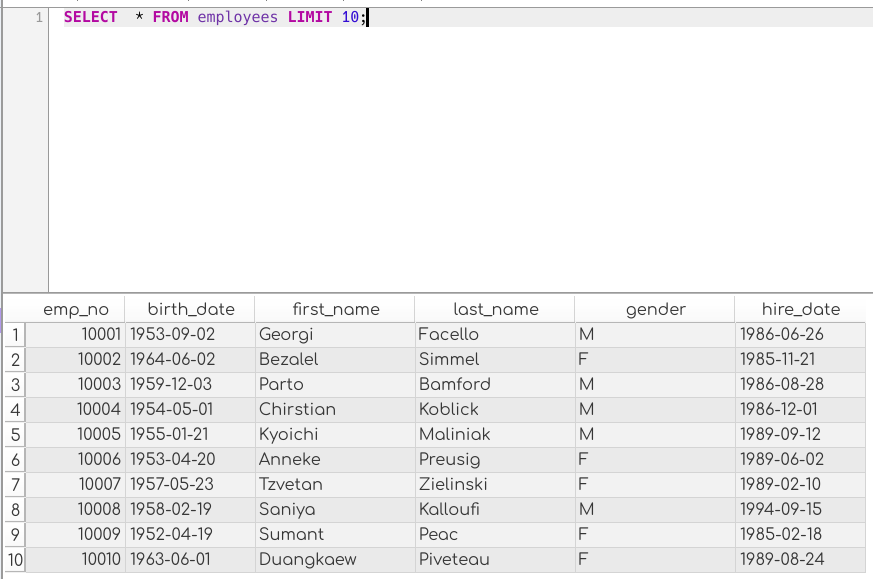 1 SELECT  * FROM employees LIMIT 10;
emp_no birth_date first_name last_name gender hire_date
1 10001 1953-09-02 Georgi Facello M 1986-06-26
2 10002 1964-06-02 Bezalel Simmel F 1985-11-21
3 10003 1959-12-03 Parto Bamford M 1986-08-28
4 10004 1954-05-01 Chirstian Koblick M 1986-12-01
5 10005 1955-01-21 Kyoichi Maliniak M 1989-09-12
6 10006 1953-04-20 Anneke Preusig F 1989-06-02
7 10007 1957-05-23 Tzvetan Zielinski F 1989-02-10
8 10008 1958-02-19 Saniya Kalloufi M 1994-09-15
9 10009 1952-04-19 Sumant Peac F 1985-02-18
10 10010 1963-06-01 Duangkaew Piveteau F 1989-08-24